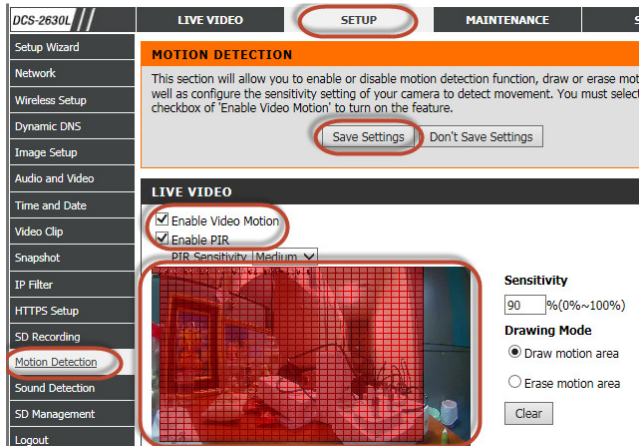 DCS-2630L
LIVE VIDEO
SETUP
MAINTENANCE
S
Setup Wizard
Network
Wireless Setup
Dynamic DNS
Image Setup
Audio and Video
Time and Date
Video Clip
Snapshot
IP Filter
HTTPS Setup
SD Recording
Motion Detection
Sound Detection
SD Management
Logout
MOTION DETECTION
This section will allow you to enable or disable motion detection function, draw or erase mot
well as configure the sensitivity setting of your camera to detect movement. You must select
checkbox of 'Enable Video Motion' to turn on the feature.
Save Settings
Don't Save Settings
LIVE VIDEO
Enable Video Motion
Enable PIR
PIR Sensitivity Medium
Sensitivity
90 %(0%~100%)
Drawing Mode
Draw motion area
Erase motion area
Clear